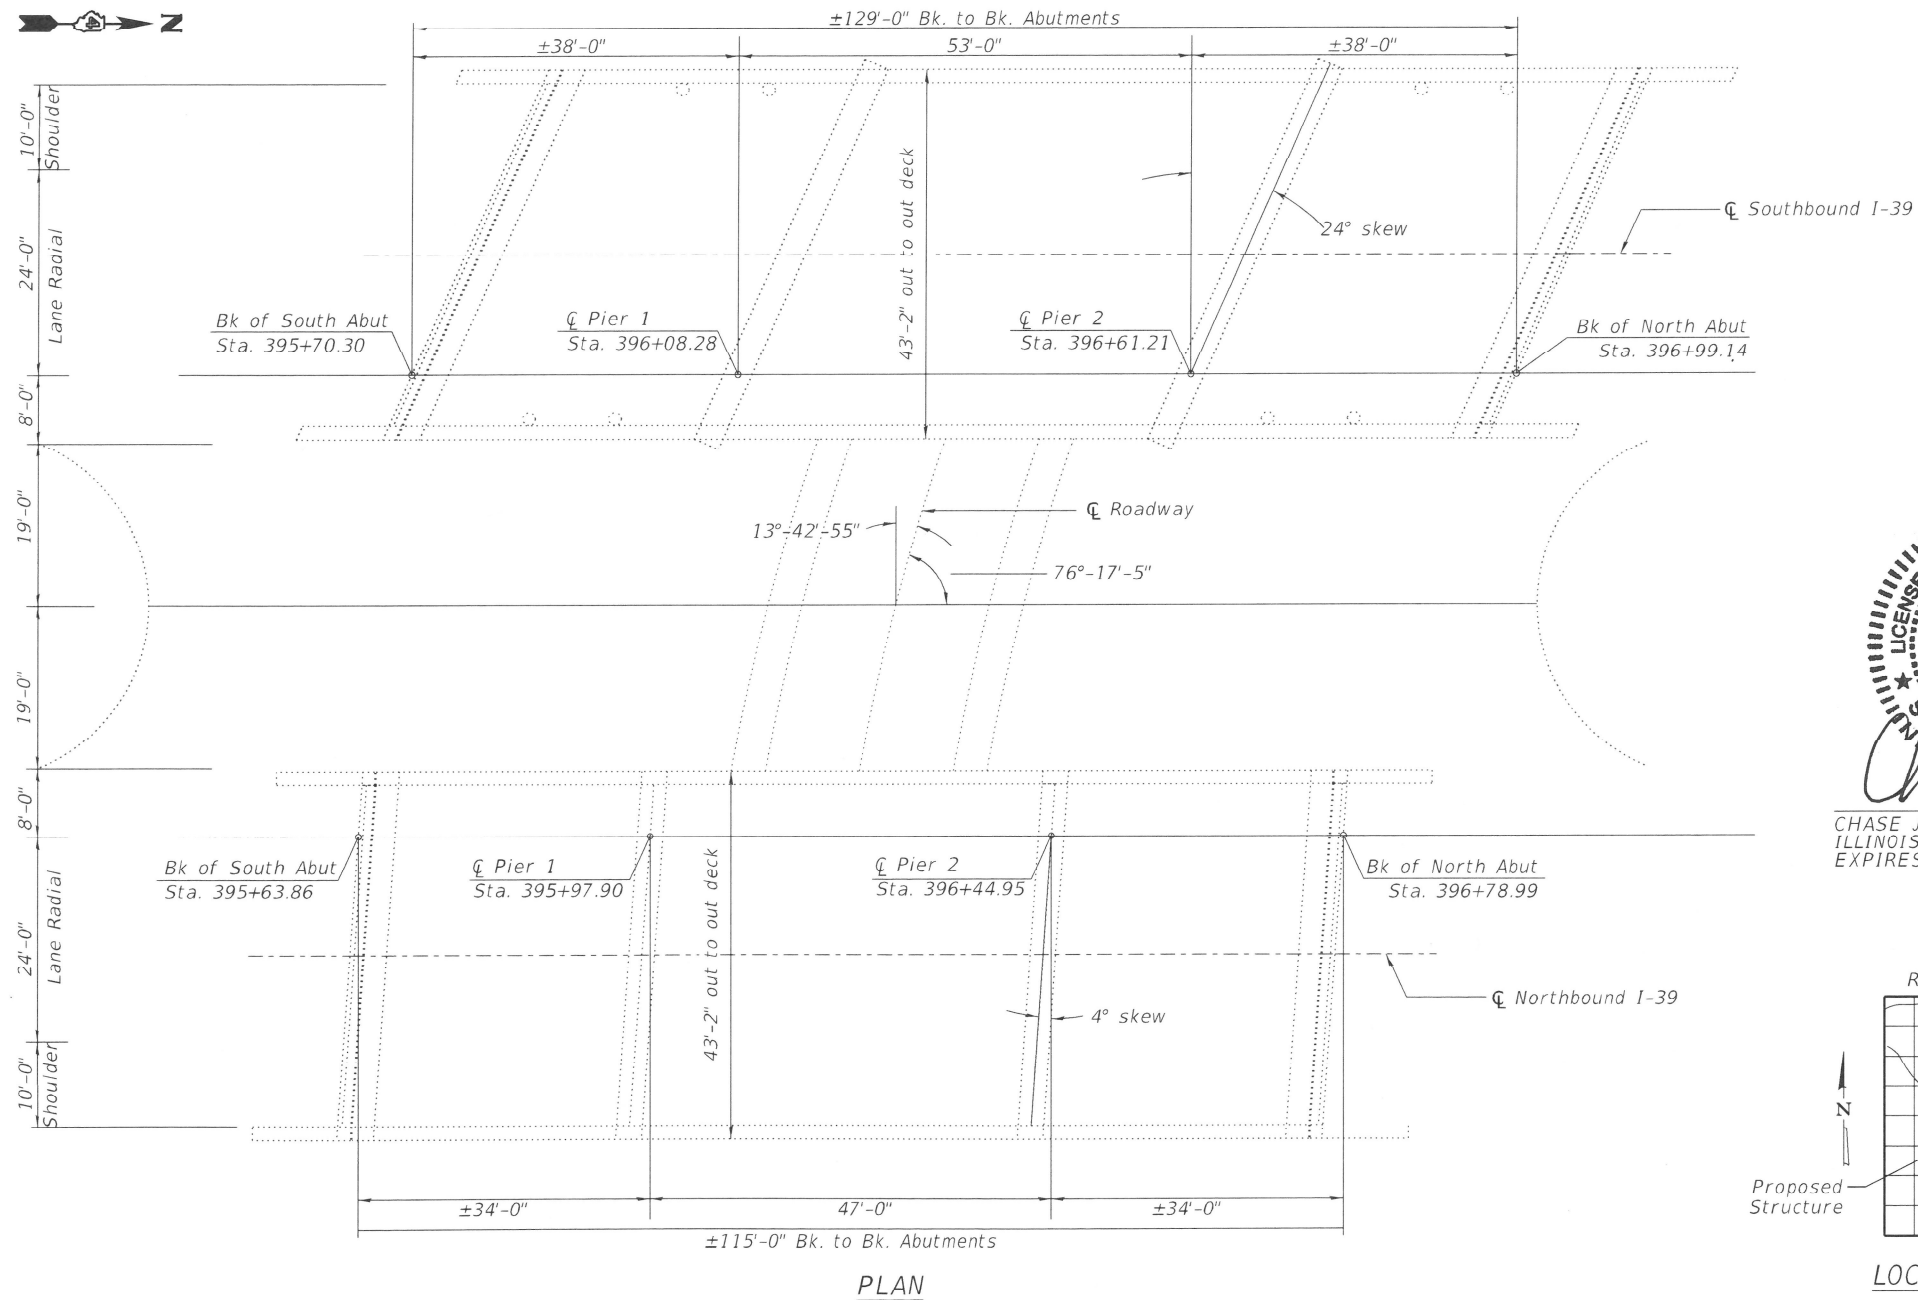 N
±129'-0" Bk. to Bk. Abutments
±38'-0"
53'-0"
±38'-0"
10'-0"
Shoulder
24'-0"
Lane Radial
8'-0"
19'-0"
19'-0"
8'-0"
24'-0"
Lane Radial
10'-0"
Shoulder
43'-2" out to out deck
24° skew
℄ Southbound I-39
Bk of South Abut
Sta. 395+70.30
℄ Pier 1
Sta. 396+08.28
℄ Pier 2
Sta. 396+61.21
Bk of North Abut
Sta. 396+99.14
℄ Roadway
13°-42'-55"
76°-17'-5"
Bk of South Abut
Sta. 395+63.86
℄ Pier 1
Sta. 395+97.90
43'-2" out to out deck
℄ Pier 2
Sta. 396+44.95
Bk of North Abut
Sta. 396+78.99
℄ Northbound I-39
4° skew
±34'-0"
47'-0"
±34'-0"
±115'-0" Bk. to Bk. Abutments
PLAN
LICENSE
CHASE J
ILLINOIS
EXPIRES
R
N
Proposed
Structure
LOC